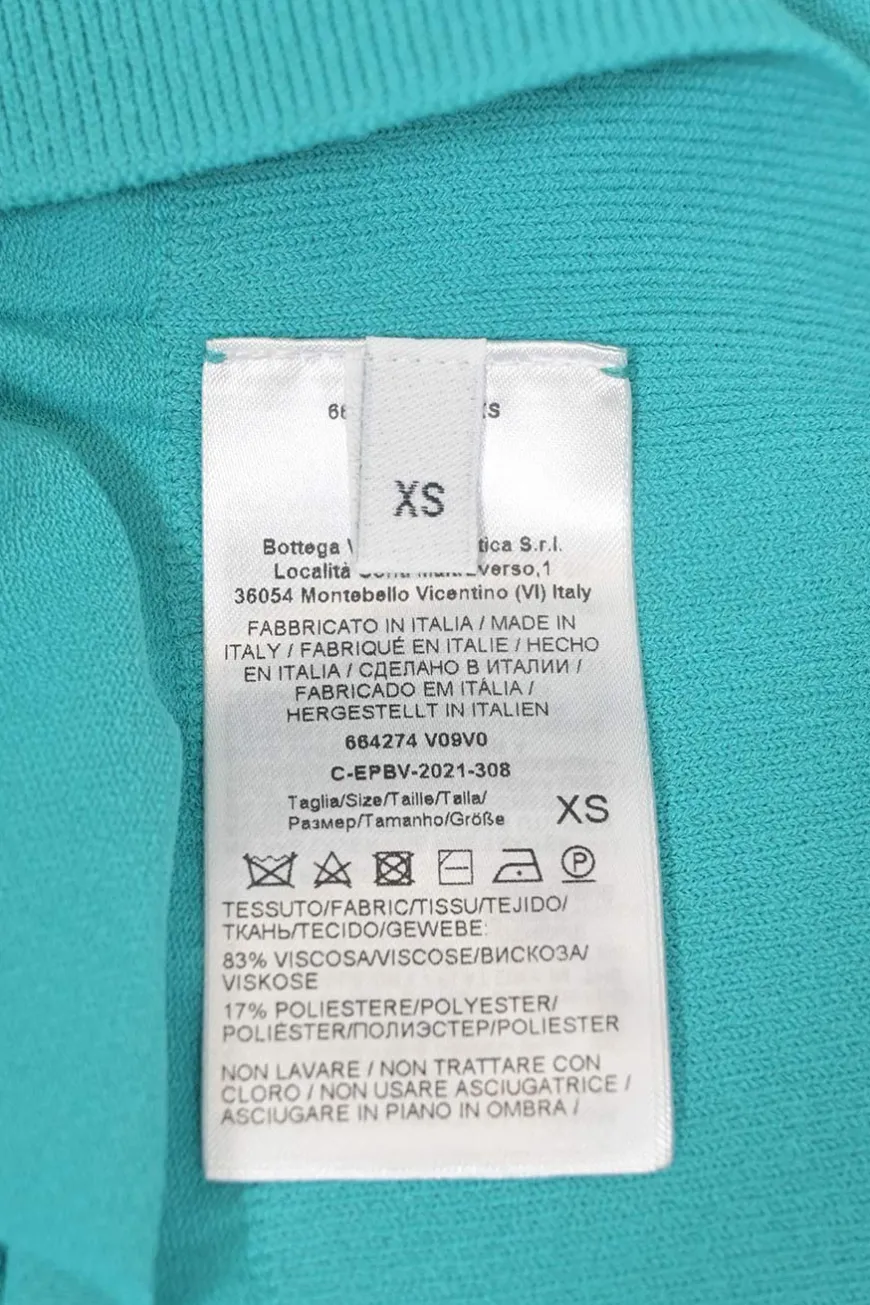 XS
Bottega
S.r.l.
Località
36054 Montebello Vicentino (VI) Italy
FABBRICATO IN ITALIA / MADE IN
ITALY / FABRIQUÉ EN ITALIE / HECHO
EN ITALIA / СДЕЛАНО В ИТАЛИИ /
FABRICADO EM ITÁLIA /
HERGESTELLT IN ITALIEN
664274 V09V0
C-EPBV-2021-308
Taglia/Size/Taille/Talla/
Размер/Tamanho/Größe
XS
P
TESSUTO/FABRIC/TISSU/TEJIDO/
ТКАНЬ/TECIDO/GEWEBE:
83% VISCOSA/VISCOSE/ВИСКОЗА/
VISKOSE
17% POLIESTERE/POLYESTER/
POLIÉSTER/ПОЛИЭСТЕР/POLIESTER
NON LAVARE / NON TRATTARE CON
CLORO / NON USARE ASCIUGATRICE /
ASCIUGARE IN PIANO IN OMBRA /